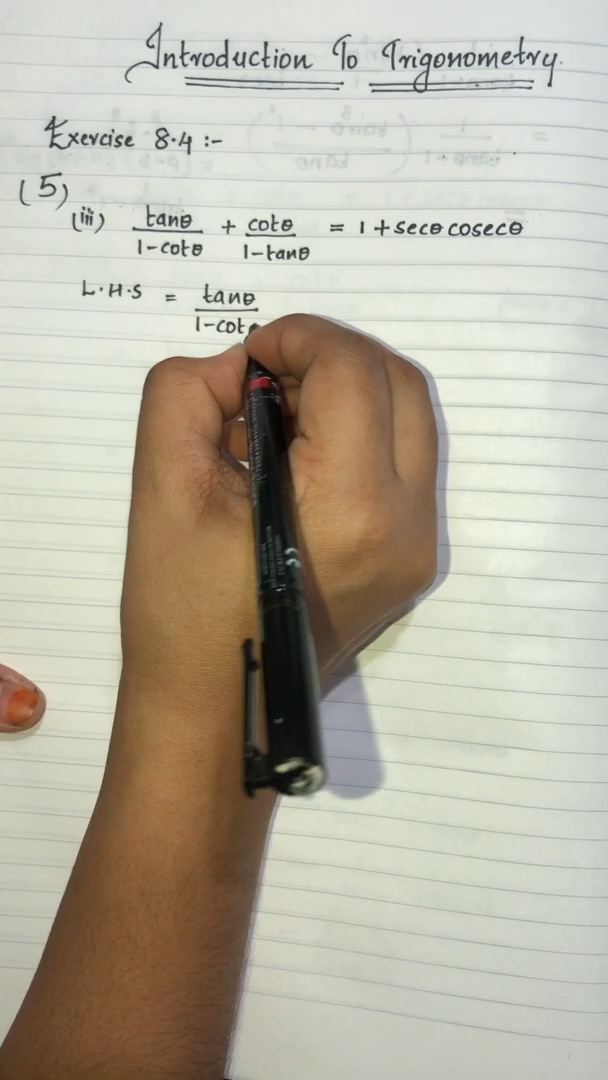 Introduction To Trigonometry.
Exercise 8.4 :-
(5)
(iii) tanθ/1-cotθ + cotθ/1-tanθ = 1+secθ cosecθ
L.H.S = tanθ/1-cot